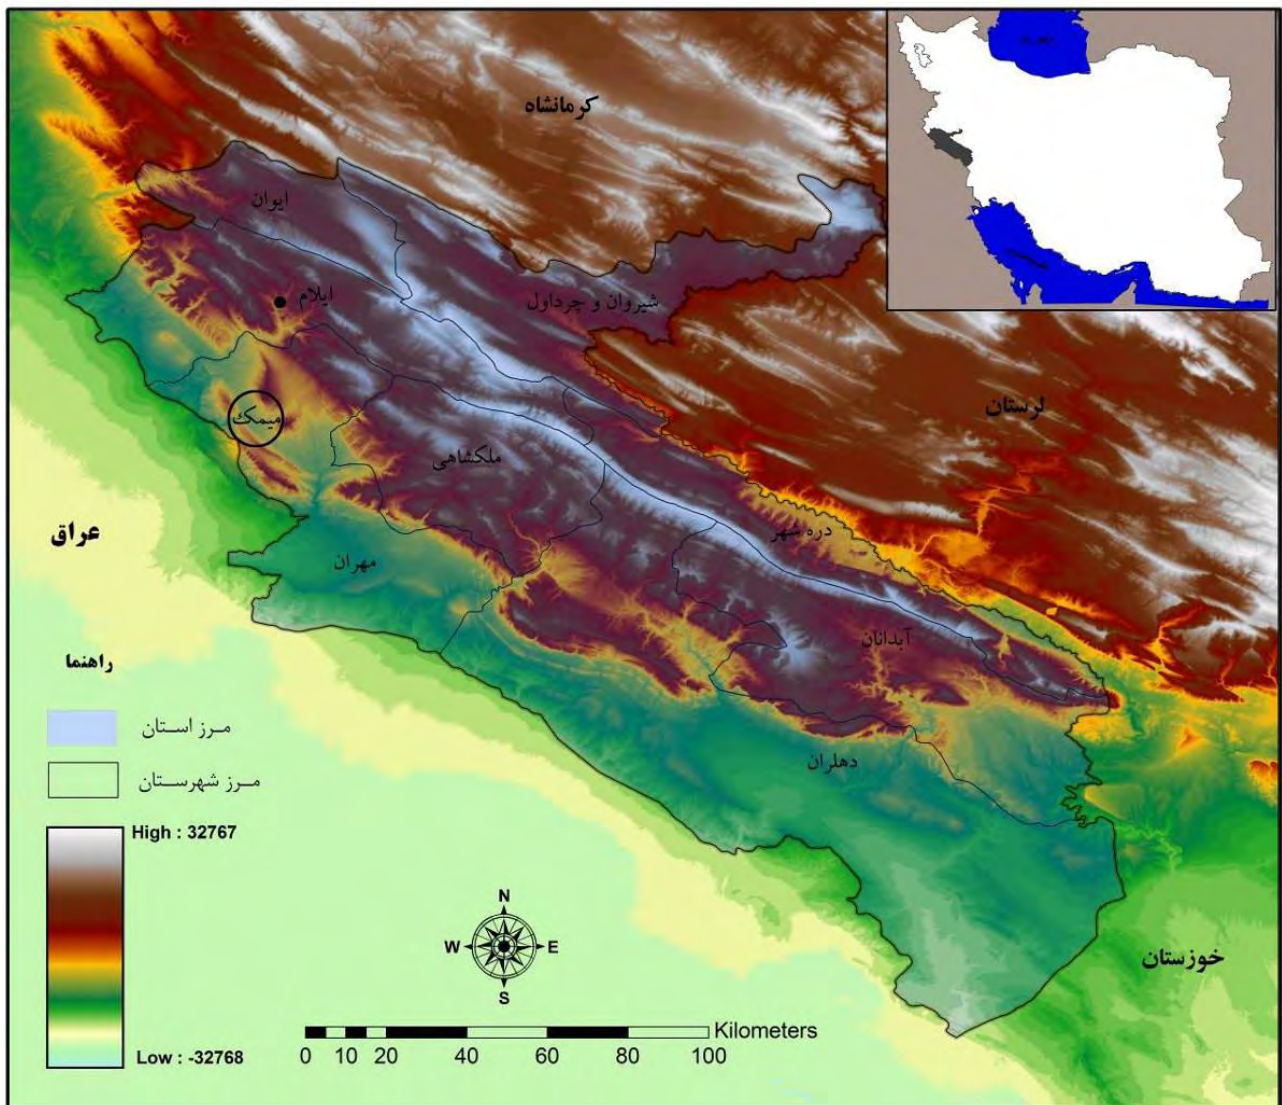 کرمانشاه
ایوان
شیروان و چرداول
ایلام
لرستان
میمک
ملکشاهی
عراق
دره شهر
مهران
آبدانان
راهنما
مرز استان
دهلران
مرز شهرستان
High : 32767
Low : -32768
خوزستان
N
W E
S
Kilometers
0 10 20 40 60 80 100